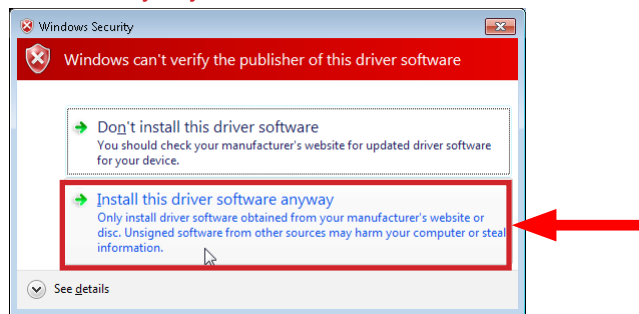 Windows Security
Windows can't verify the publisher of this driver software
Don't install this driver software
You should check your manufacturer's website for updated driver software
for your device.
Install this driver software anyway
Only install driver software obtained from your manufacturer's website or
disc. Unsigned software from other sources may harm your computer or steal
information.
See details